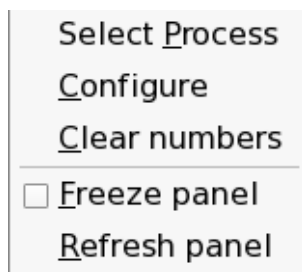 Select Process
Configure
Clear numbers
Freeze panel
Refresh panel